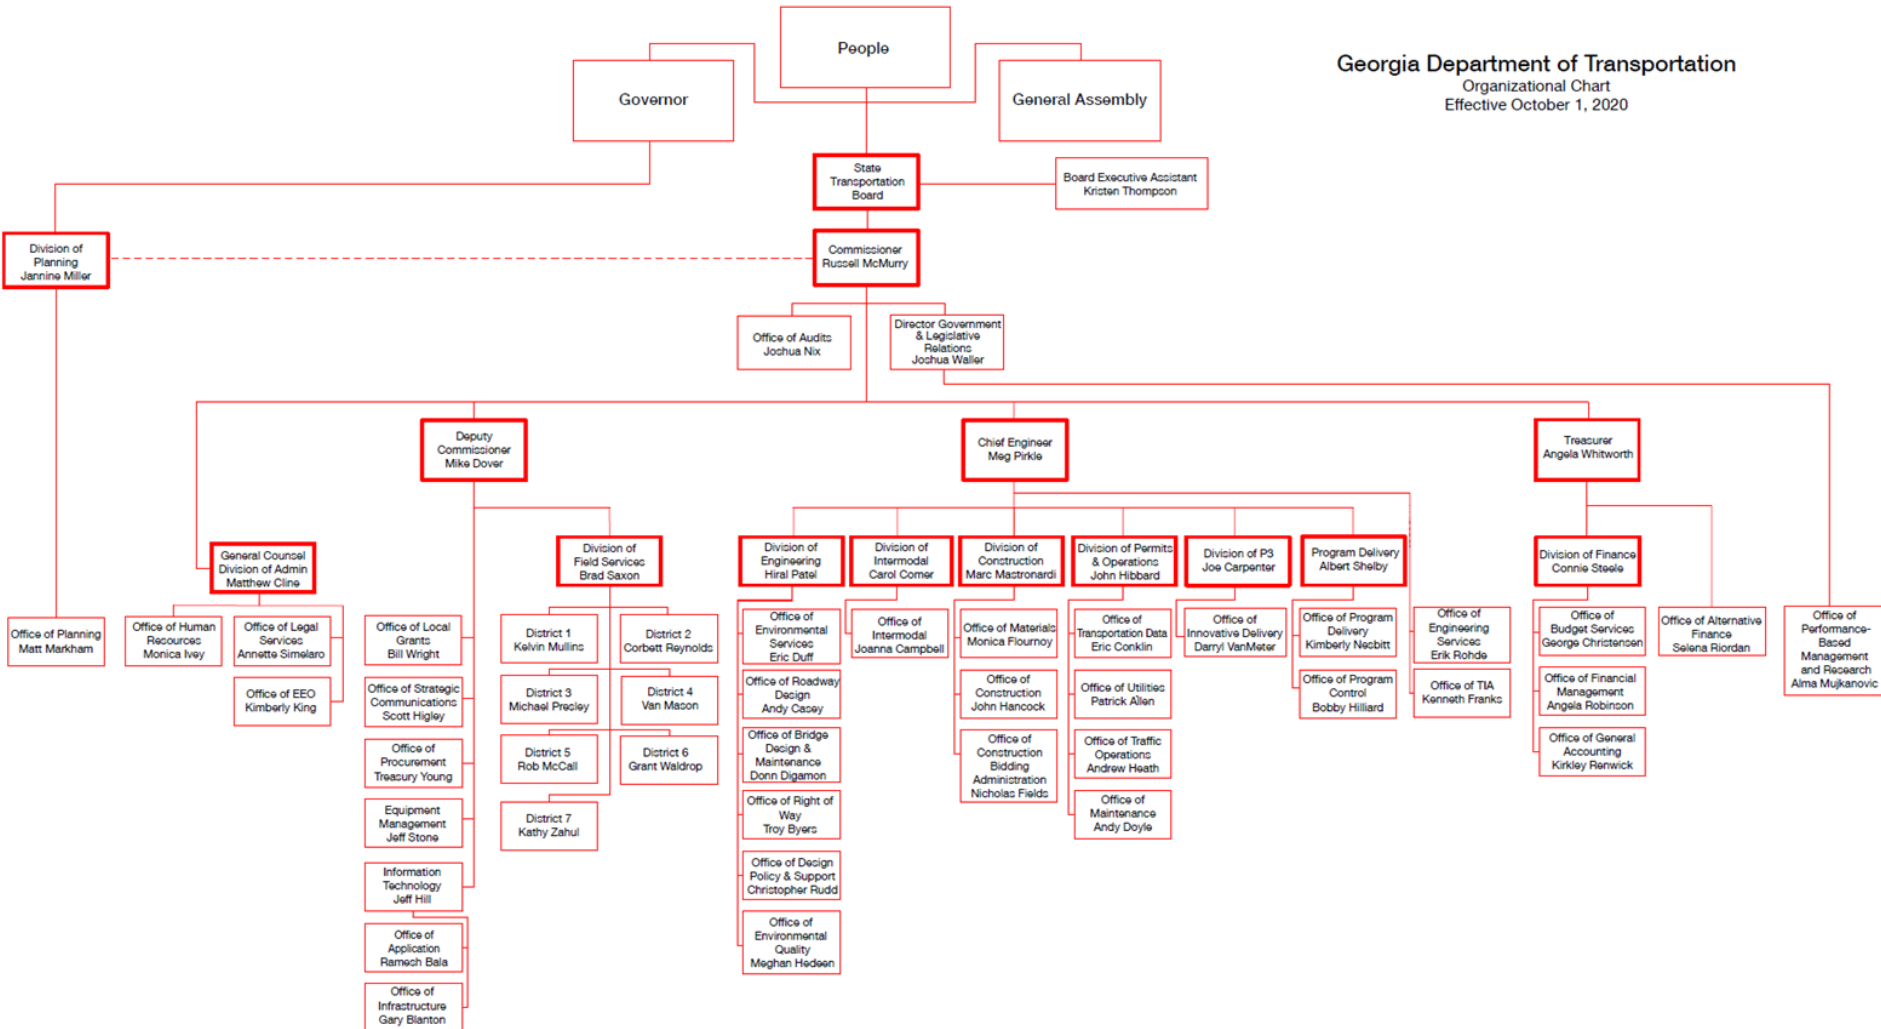 People
Georgia Department of Transportation
Organizational Chart
Effective October 1, 2020
Governor
General Assembly
State
Transportation
Board
Board Executive Assistant
Kristen Thompson
Division of
Planning
Jannine Miller
Commissioner
Russell McMurry
Office of Audits
Joshua Nix
Director Government
& Legislative
Relations
Joshua Waller
Deputy
Commissioner
Mike Dover
Chief Engineer
Meg Pirkle
Treasurer
Angela Whitworth
General Counsel
Division of Admin
Matthew Cline
Division of
Field Services
Brad Saxon
Division of
Engineering
Hiral Patel
Division of
Intermodal
Carol Comer
Division of
Construction
Marc Mastronardi
Division of Permits
& Operations
John Hibbard
Division of P3
Joe Carpenter
Program Delivery
Albert Shelby
Division of Finance
Connie Steele
Office of Planning
Matt Markham
Office of Human
Resources
Monica Ivey
Office of Legal
Services
Annette Simelaro
Office of EEO
Kimberly King
Office of Local
Grants
Bill Wright
Office of Strategic
Communications
Scott Higley
Office of
Procurement
Treasury Young
Equipment
Management
Jeff Stone
Information
Technology
Jeff Hill
Office of
Application
Ramesh Bala
Office of
Infrastructure
Gary Blanton
District 1
Kelvin Mullins
District 2
Corbett Reynolds
District 3
Michael Presley
District 4
Van Mason
District 5
Rob McCall
District 6
Grant Waldrop
District 7
Kathy Zahul
Office of
Environmental
Services
Eric Duff
Office of Roadway
Design
Andy Casey
Office of Bridge
Design &
Maintenance
Donn Digamon
Office of Right of
Way
Troy Byers
Office of Design
Policy & Support
Christopher Rudd
Office of
Environmental
Quality
Meghan Hedeen
Office of
Intermodal
Joanna Campbell
Office of Materials
Monica Flournoy
Office of
Construction
John Hancock
Office of
Construction
Bidding
Administration
Nicholas Fields
Office of
Transportation Data
Eric Conklin
Office of Utilities
Patrick Allen
Office of Traffic
Operations
Andrew Heath
Office of
Maintenance
Andy Doyle
Office of
Innovative Delivery
Darryl VanMeter
Office of Program
Delivery
Kimberly Nesbitt
Office of Program
Control
Bobby Hilliard
Office of
Engineering
Services
Erik Rohde
Office of TIA
Kenneth Franks
Office of
Budget Services
George Christensen
Office of Financial
Management
Angela Robinson
Office of General
Accounting
Kirkley Renwick
Office of Alternative
Finance
Selena Riordan
Office of
Performance-
Based
Management
and Research
Alma Mujkanovic